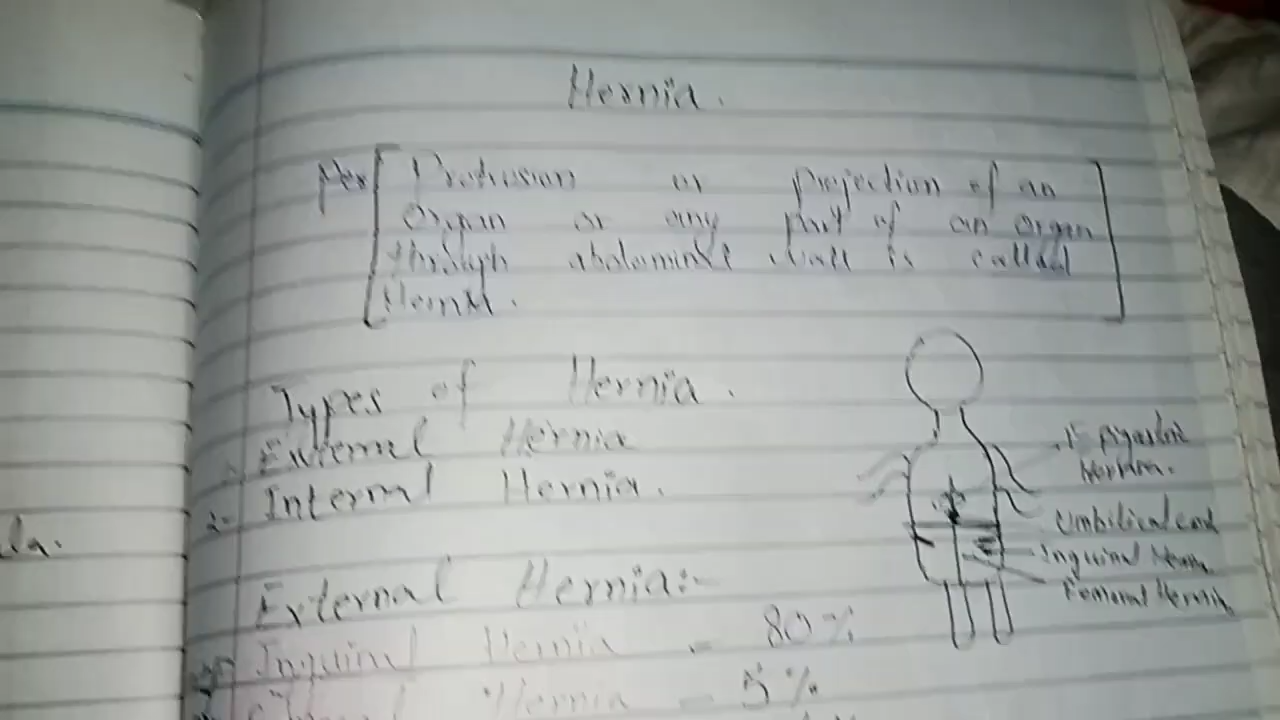 Hernia.
Protrusion or projection of an
organ or any part of an organ
through abdominal wall is called
Hernia.
Types of Hernia.
External Hernia
2- Internal Hernia.
Epigastric
Hernia.
Umbilical cord
Inguinal Hernia
Femoral Hernia
la.
External Hernia:-
Inguinal Hernia - 80%
Hernia - 5%